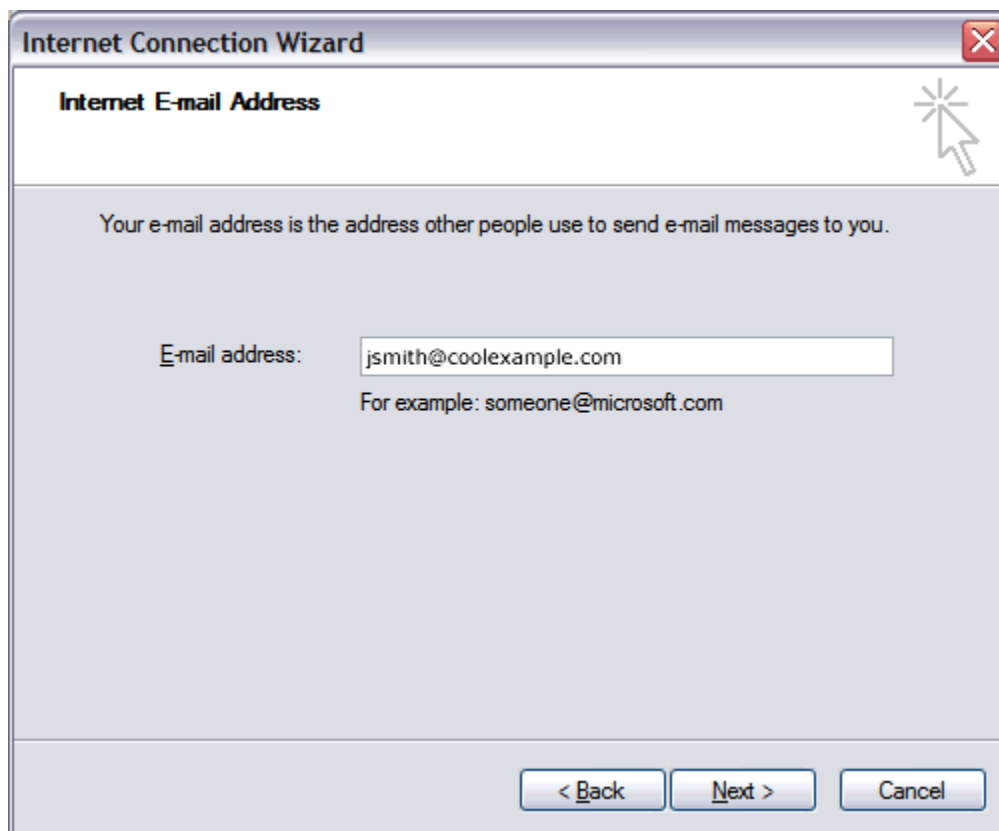 Internet Connection Wizard
Internet E-mail Address
Your e-mail address is the address other people use to send e-mail messages to you.
E-mail address: jsmith@coolexample.com
For example: someone@microsoft.com
< Back Next > Cancel